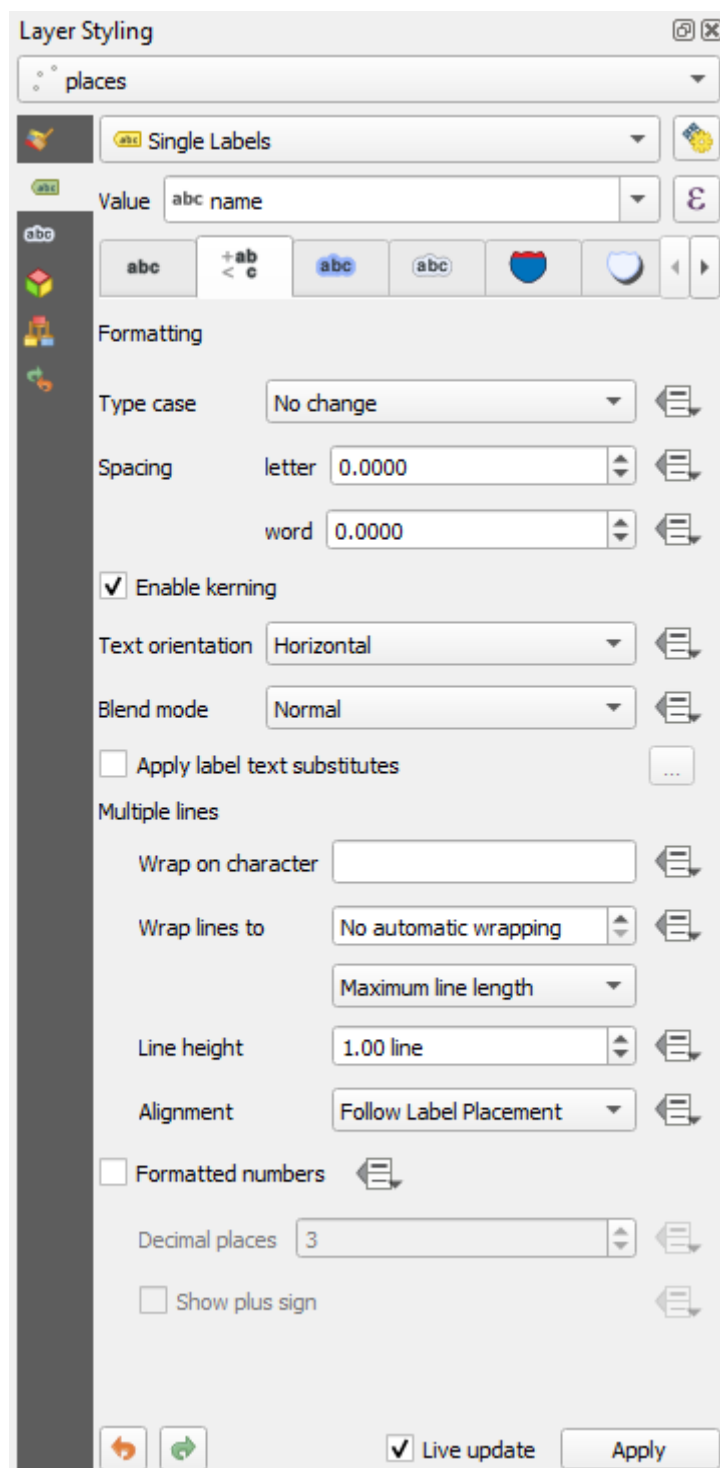 Layer Styling
places
abc Single Labels
Value abc name ε
abc +ab < c abc abc
Formatting
Type case No change
Spacing letter 0.0000
word 0.0000
Enable kerning
Text orientation Horizontal
Blend mode Normal
Apply label text substitutes ...
Multiple lines
Wrap on character
Wrap lines to No automatic wrapping
Maximum line length
Line height 1.00 line
Alignment Follow Label Placement
Formatted numbers
Decimal places 3
Show plus sign
Live update Apply